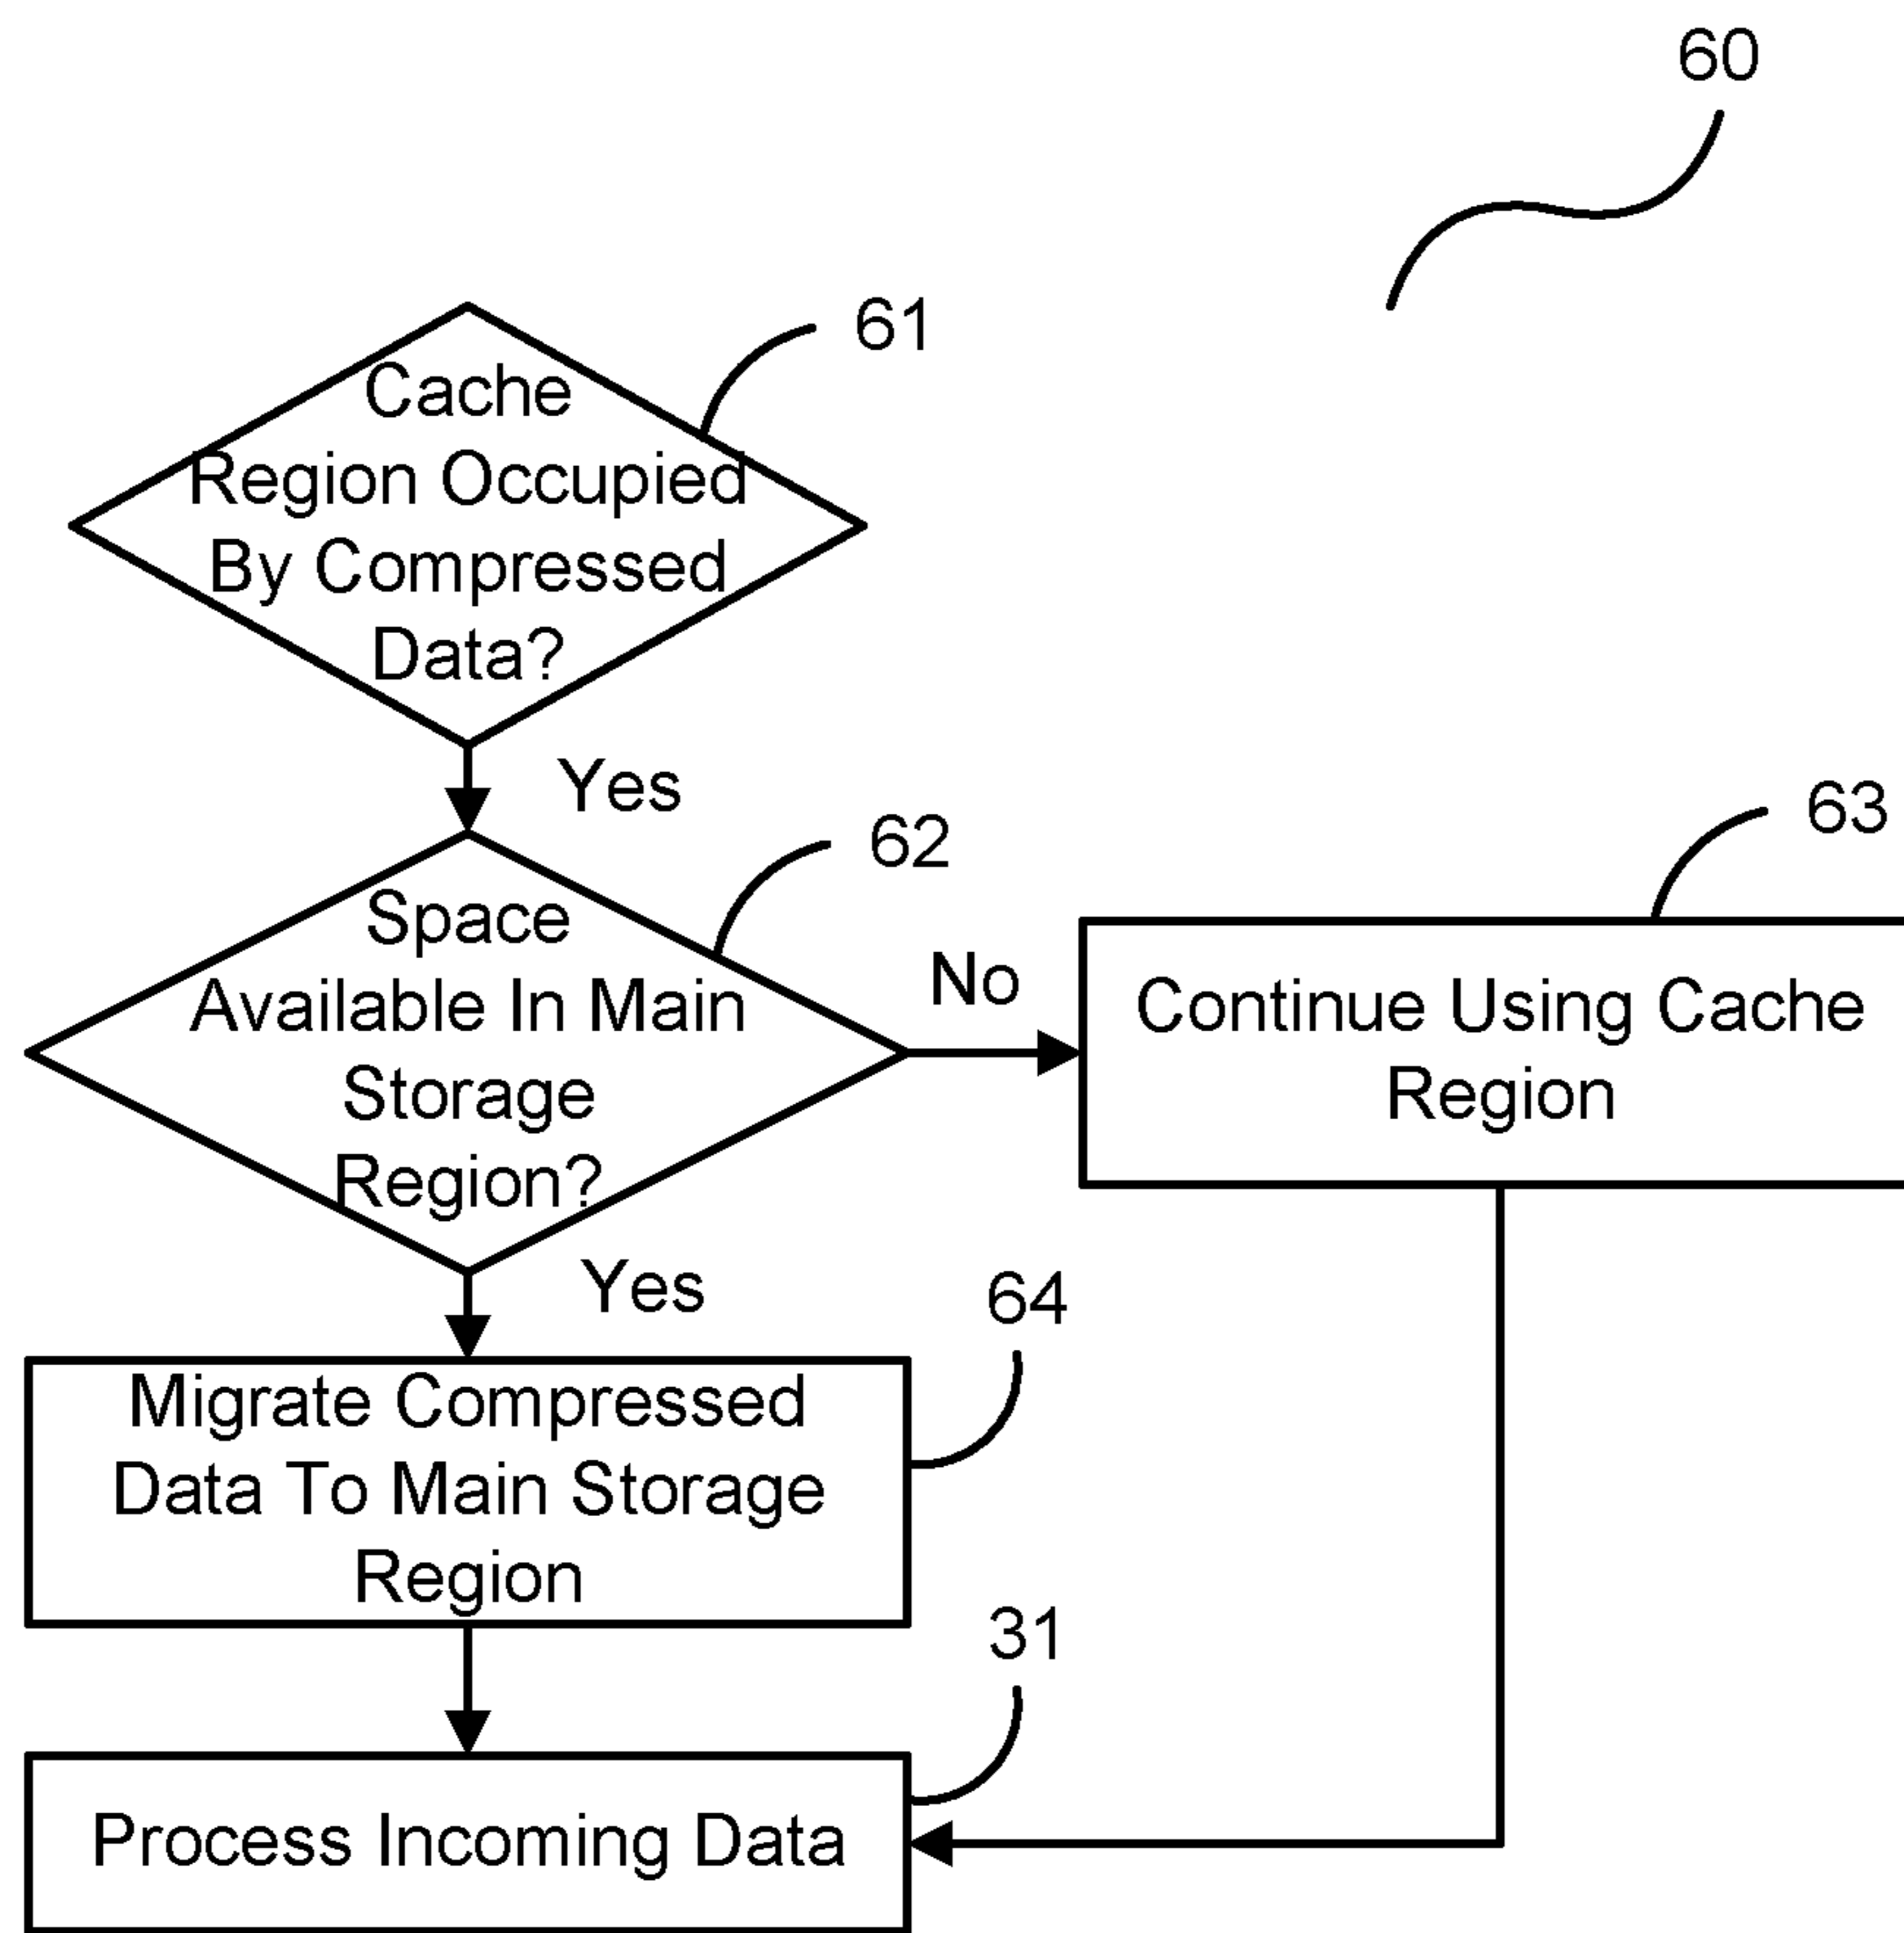 60
61
Cache
Region Occupied
By Compressed
Data?
Yes
62
63
Space
Available In Main
Storage
Region?
No
Continue Using Cache
Region
Yes
64
Migrate Compressed
Data To Main Storage
Region
31
Process Incoming Data